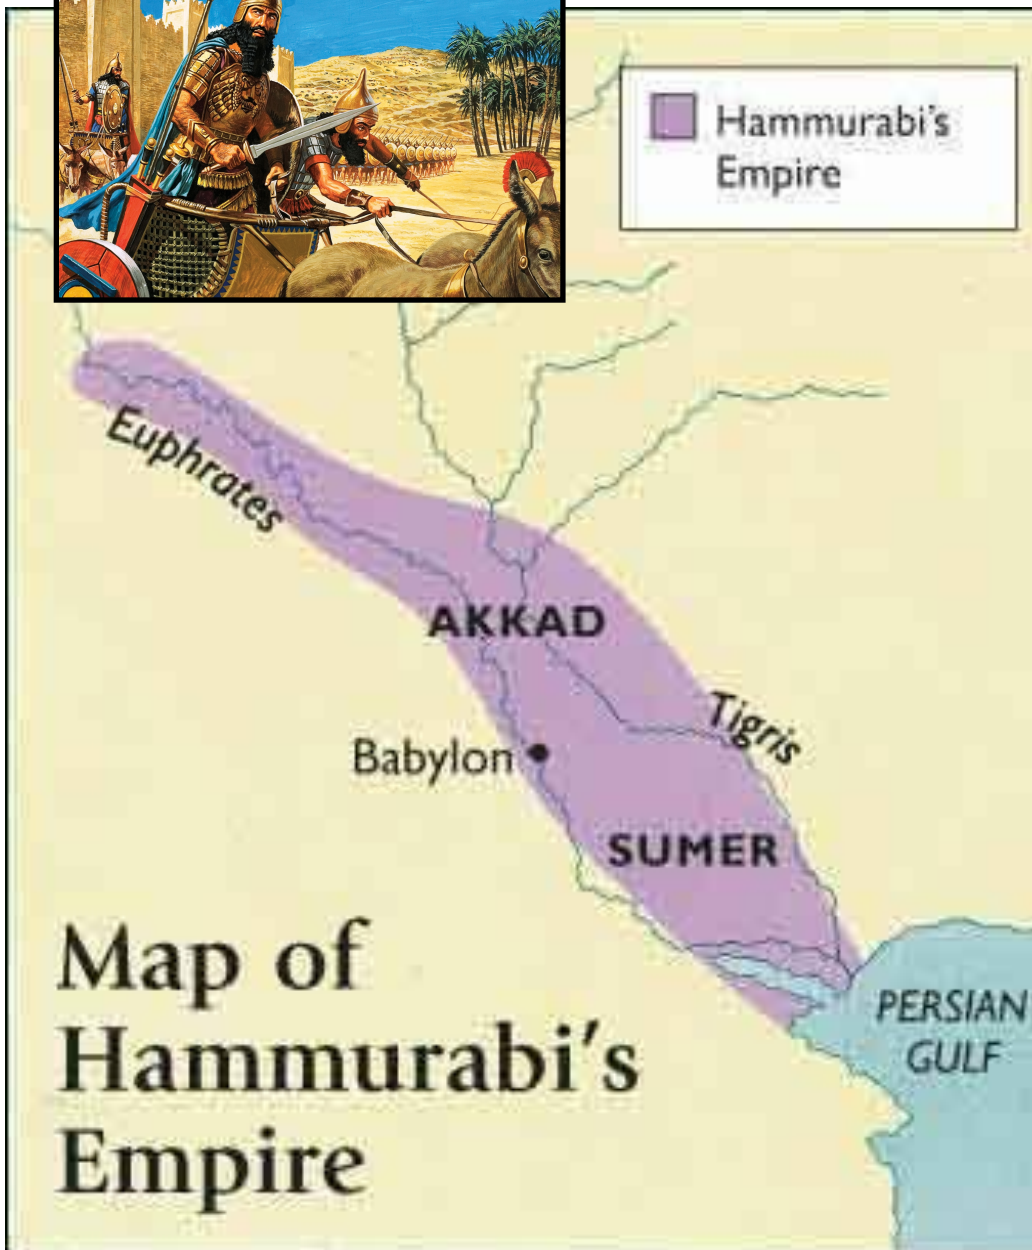 Hammurabi's
Empire
Euphrates
AKKAD
Tigris
Babylon
SUMER
Map of
Hammurabi's
Empire
PERSIAN
GULF